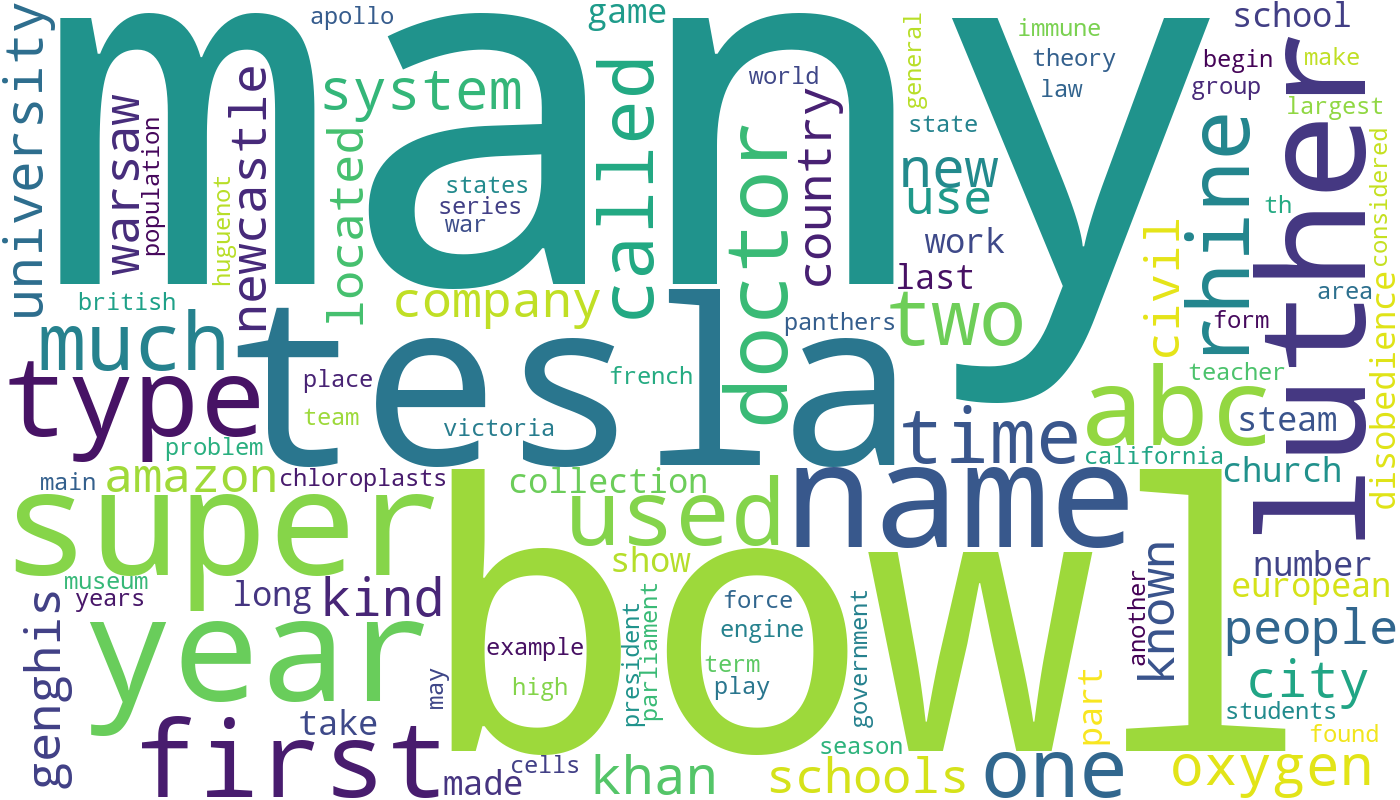 many
apollo
game
school
university
system
called
immune
theory
law
general
begin
make
group
largest
world
warsaw
population
newcastle
huguenot
located
states
series
war
doctor
country
state
new
use
work
last
civil
rhine
luther
th
considered
area
form
british
company
much
tesla
panthers
two
type
place
team
french
victoria
teacher
abc
steam
time
california
church
disobedience
problem
main
amazon
chloroplasts
collection
super
bowl
used
name
number
european
show
museum
years
long
kind
known
another
people
genghis
year
example
high
president
parliament
force
engine
term
play
government
part
city
students
found
may
take
first
made
cells
khan
season
schools
one
oxygen